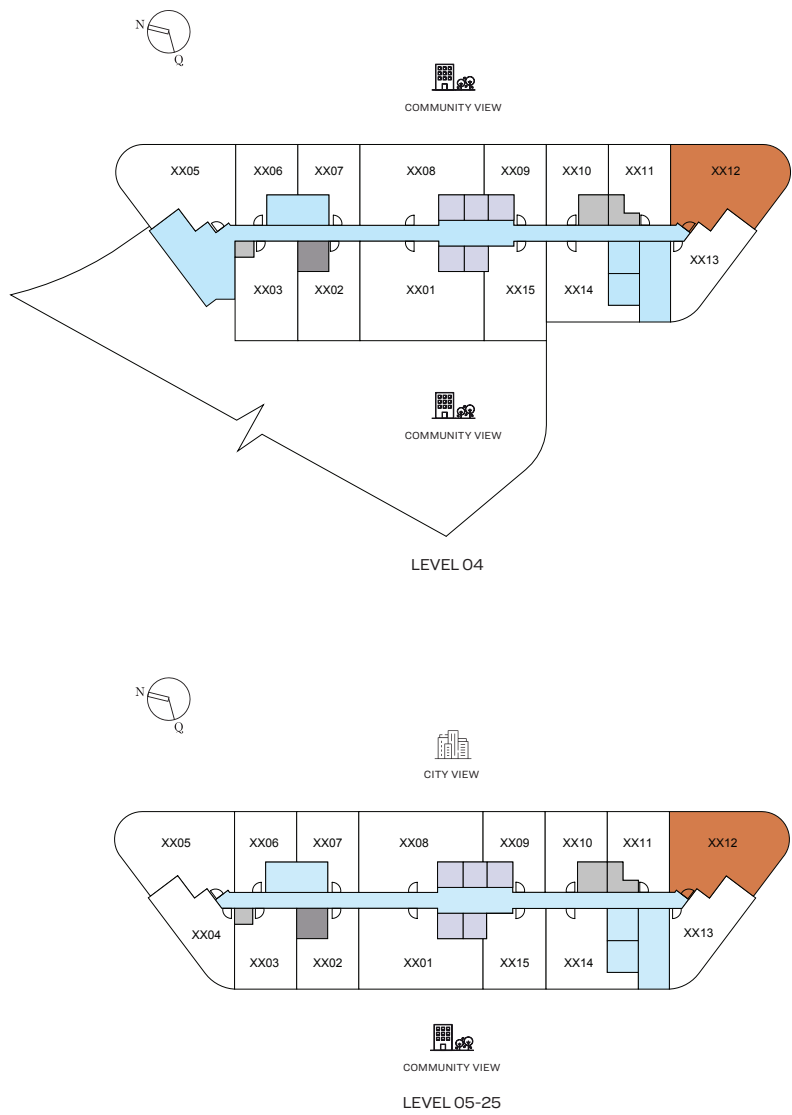 N
Q
COMMUNITY VIEW
XX05 XX06 XX07 XX08 XX09 XX10 XX11 XX12
XX13
XX03 XX02 XX01 XX15 XX14
COMMUNITY VIEW
LEVEL 04
N
Q
CITY VIEW
XX05 XX06 XX07 XX08 XX09 XX10 XX11 XX12
XX04 XX13
XX03 XX02 XX01 XX15 XX14
COMMUNITY VIEW
LEVEL 05-25